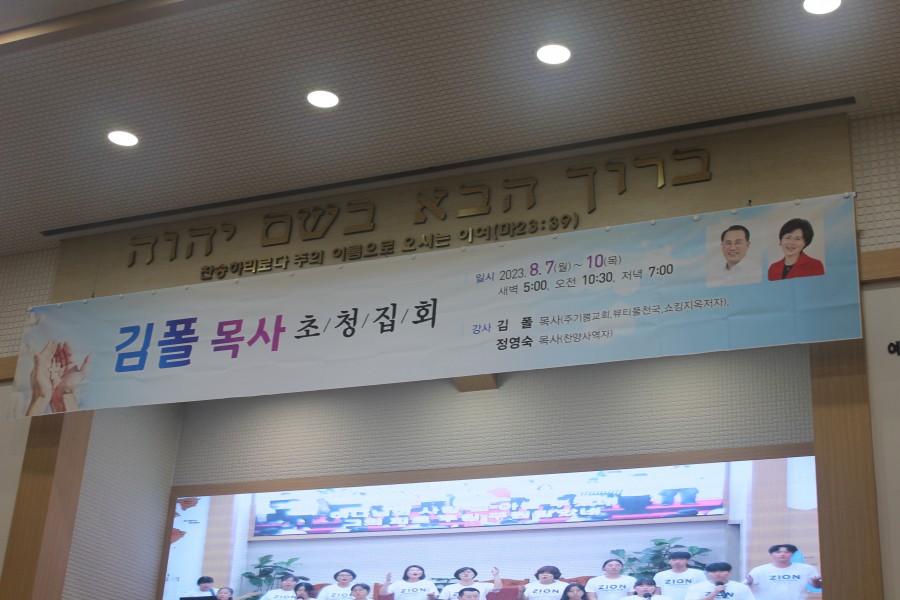 ברוך הבא בשם יהוה
찬송하리로다 주의 이름으로 오시는 이여(마23:39)
김폴 목사 초/청/집/회
일시 2023. 8. 7(월)~ 10(목)
새벽 5:00, 오전 10:30, 저녁 7:00
강사 김 폴 목사(주기쁨교회,뷰티풀천국,쇼킹지옥저자),
정영숙 목사(찬양사역자)
ZION
ZION
ZION
ZION
ZION
ZION